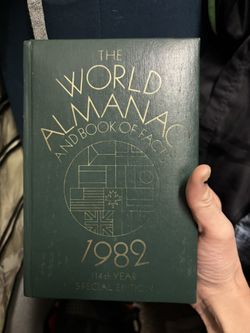 THE
WORLD
ALMANAC
AND BOOK OF FACTS
1982
114th YEAR
SPECIAL EDITION